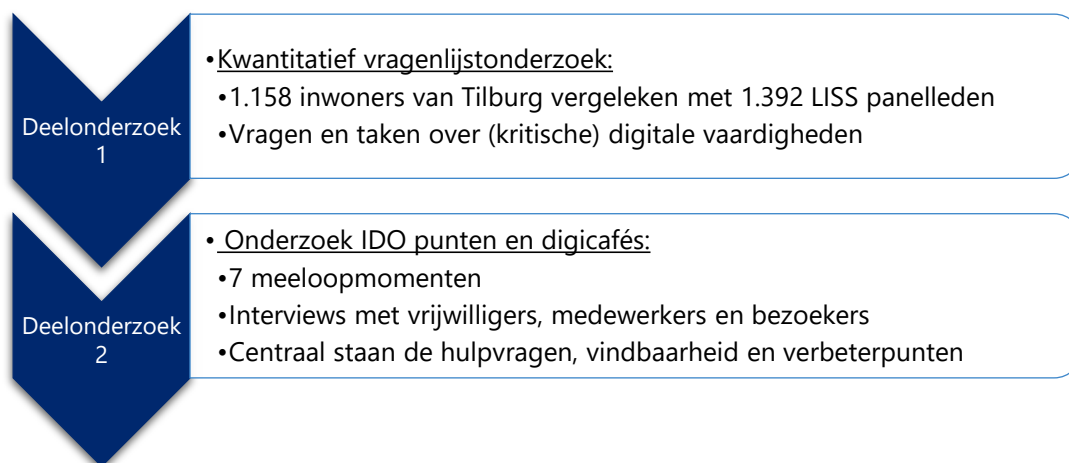 Deelonderzoek
1
•Kwantitatief vragenlijstonderzoek:
•1.158 inwoners van Tilburg vergeleken met 1.392 LISS panelleden
•Vragen en taken over (kritische) digitale vaardigheden
Deelonderzoek
2
• Onderzoek IDO punten en digicafés:
•7 meeloopmomenten
•Interviews met vrijwilligers, medewerkers en bezoekers
•Centraal staan de hulpvragen, vindbaarheid en verbeterpunten